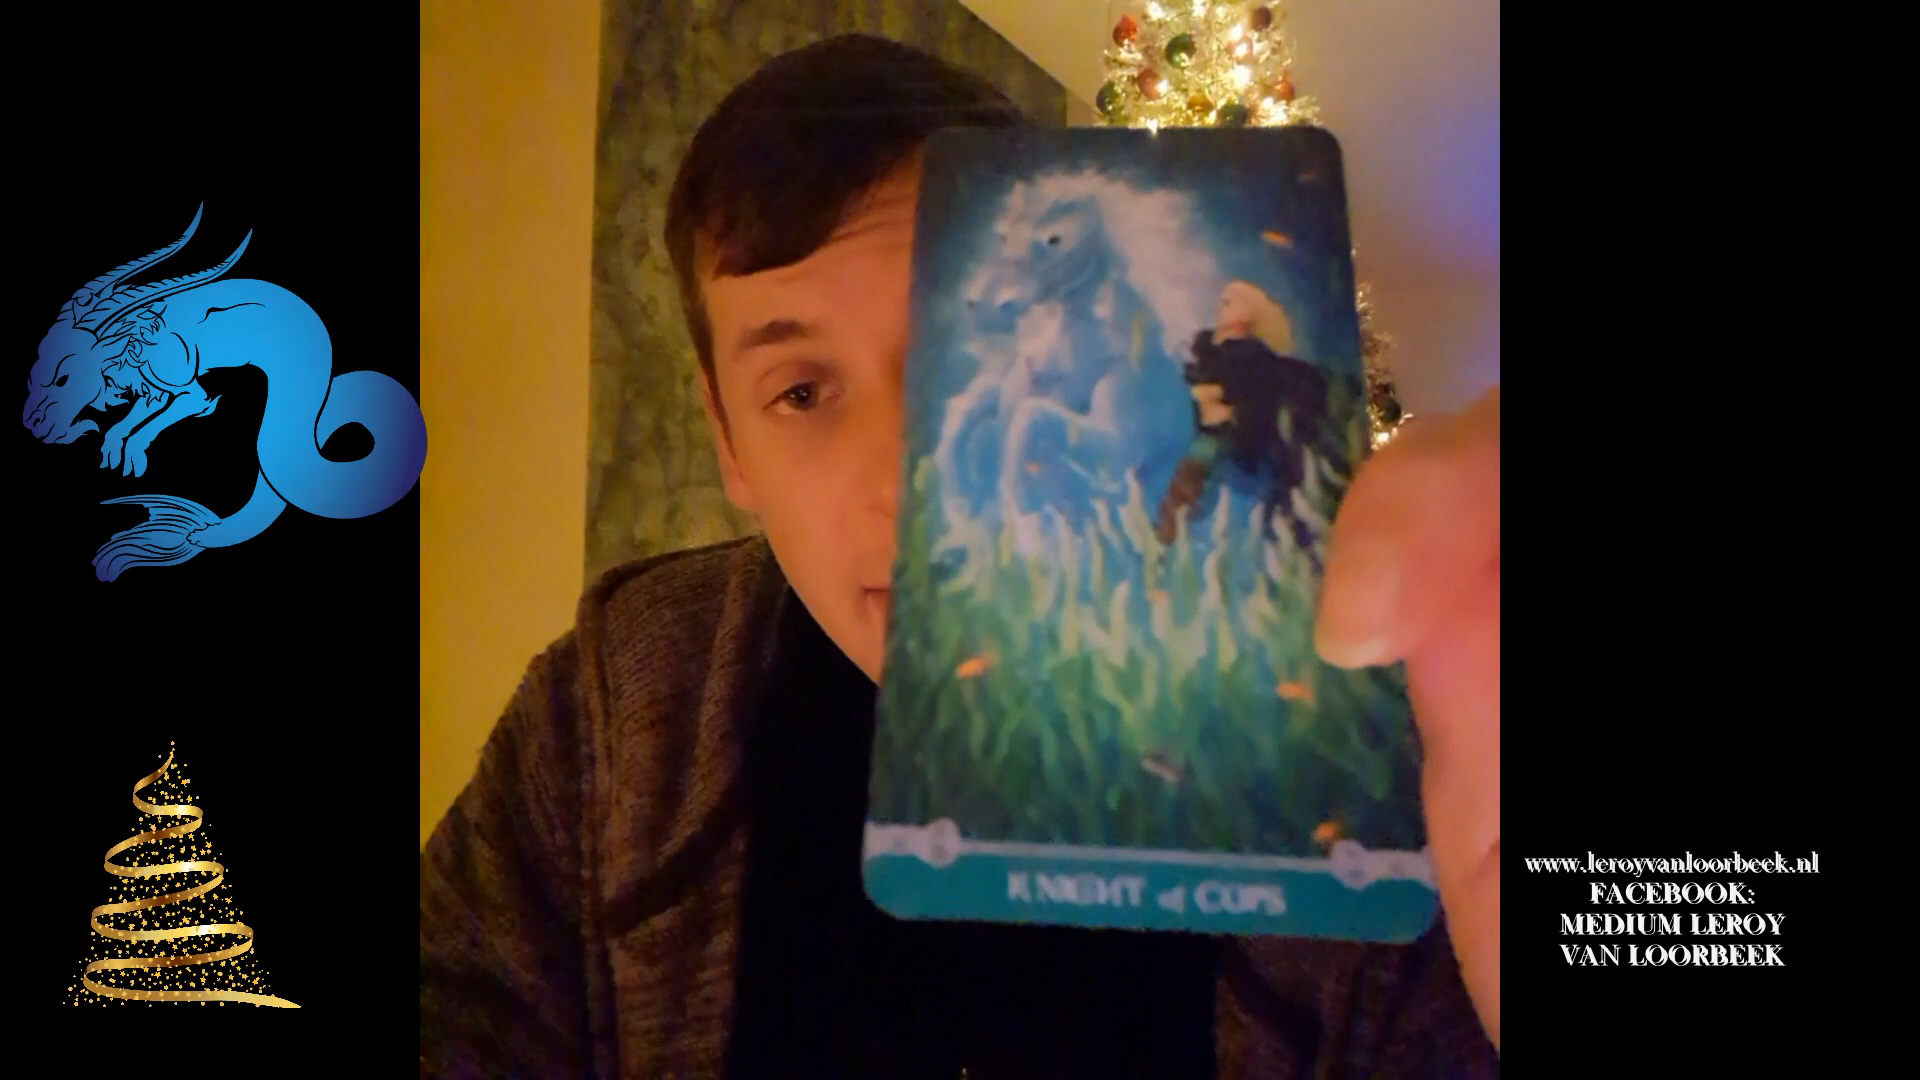 KNIGHT of CUPS
www.leroyvanloorbeek.nl
FACEBOOK:
MEDIUM LEROY
VAN LOORBEEK